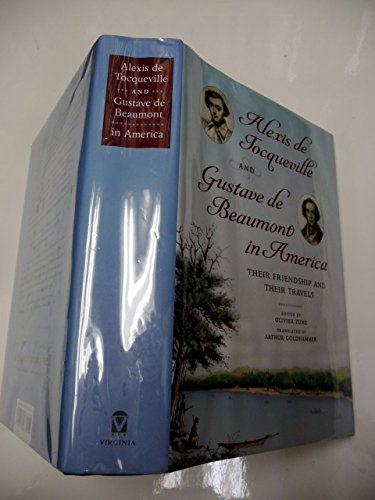 Alexis de
Tocqueville
AND
Gustave de
Beaumont
in America
VIRGINIA
Alexis de
Tocqueville
AND
Gustave de
Beaumont
in America
THEIR FRIENDSHIP AND
THEIR TRAVELS
EDITED BY
OLIVIER ZUNZ
TRANSLATED BY
ARTHUR GOLDHAMMER